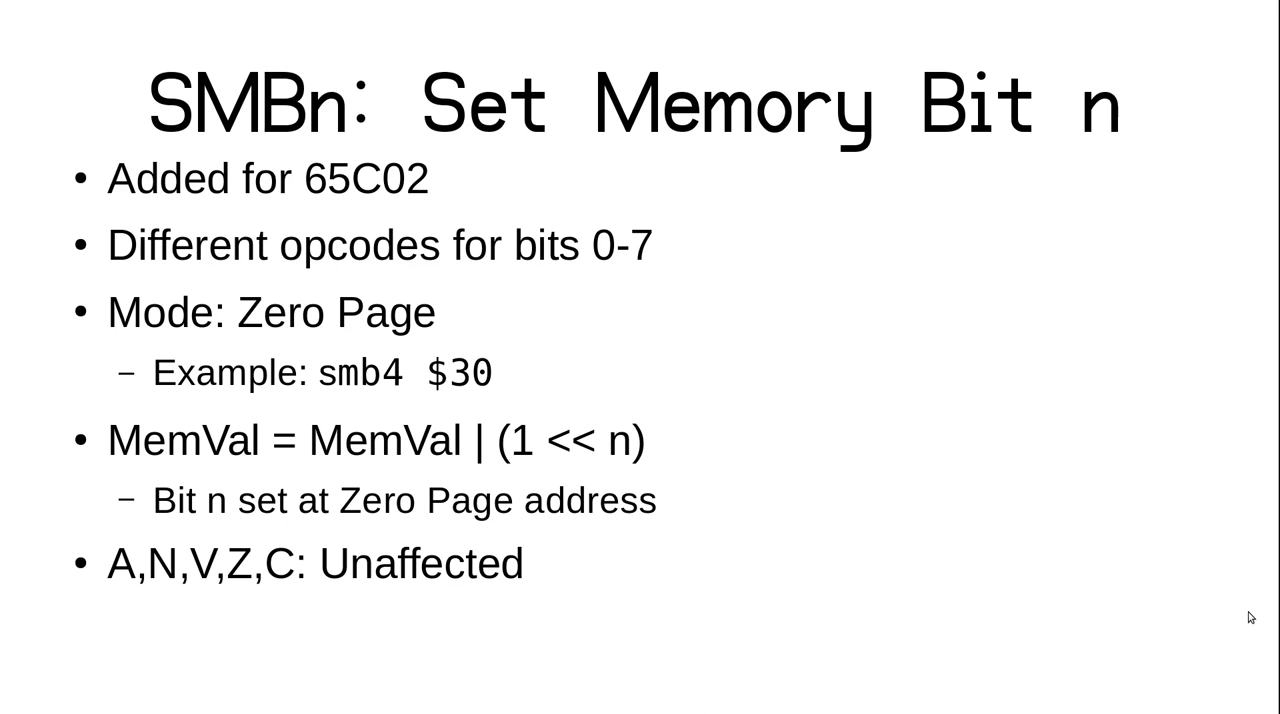 SMBn: Set Memory Bit n
• Added for 65C02
• Different opcodes for bits 0-7
• Mode: Zero Page
– Example: smb4 $30
• MemVal = MemVal | (1 << n)
– Bit n set at Zero Page address
• A,N,V,Z,C: Unaffected